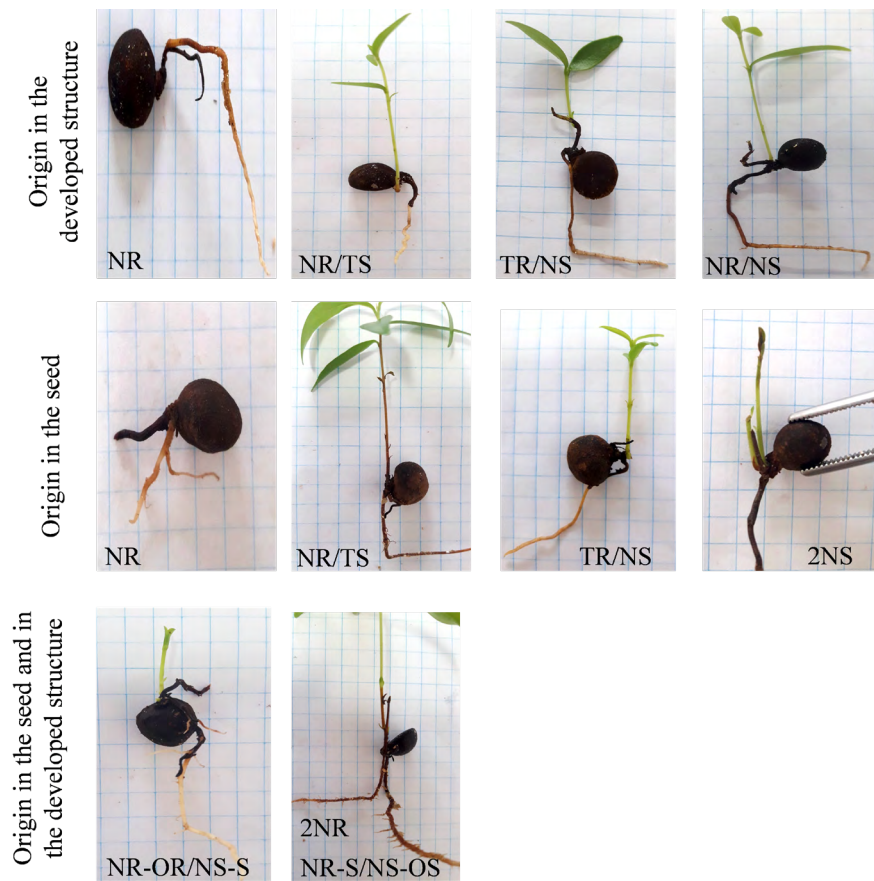 Origin in the
developed structure
NR
NR/TS
TR/NS
NR/NS
Origin in the seed
NR
NR/TS
TR/NS
2NS
Origin in the seed and in
the developed structure
NR-OR/NS-S
2NR
NR-S/NS-OS